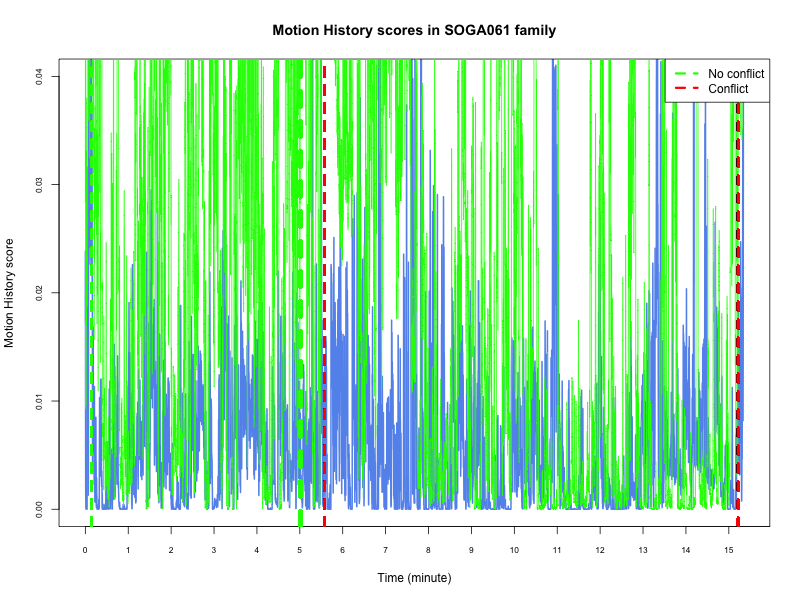 Motion History scores in SOGA061 family
No conflict
Conflict
Motion History score
0.04
0.03
0.02
0.01
0.00
0 1 2 3 4 5 6 7 8 9 10 11 12 13 14 15
Time (minute)